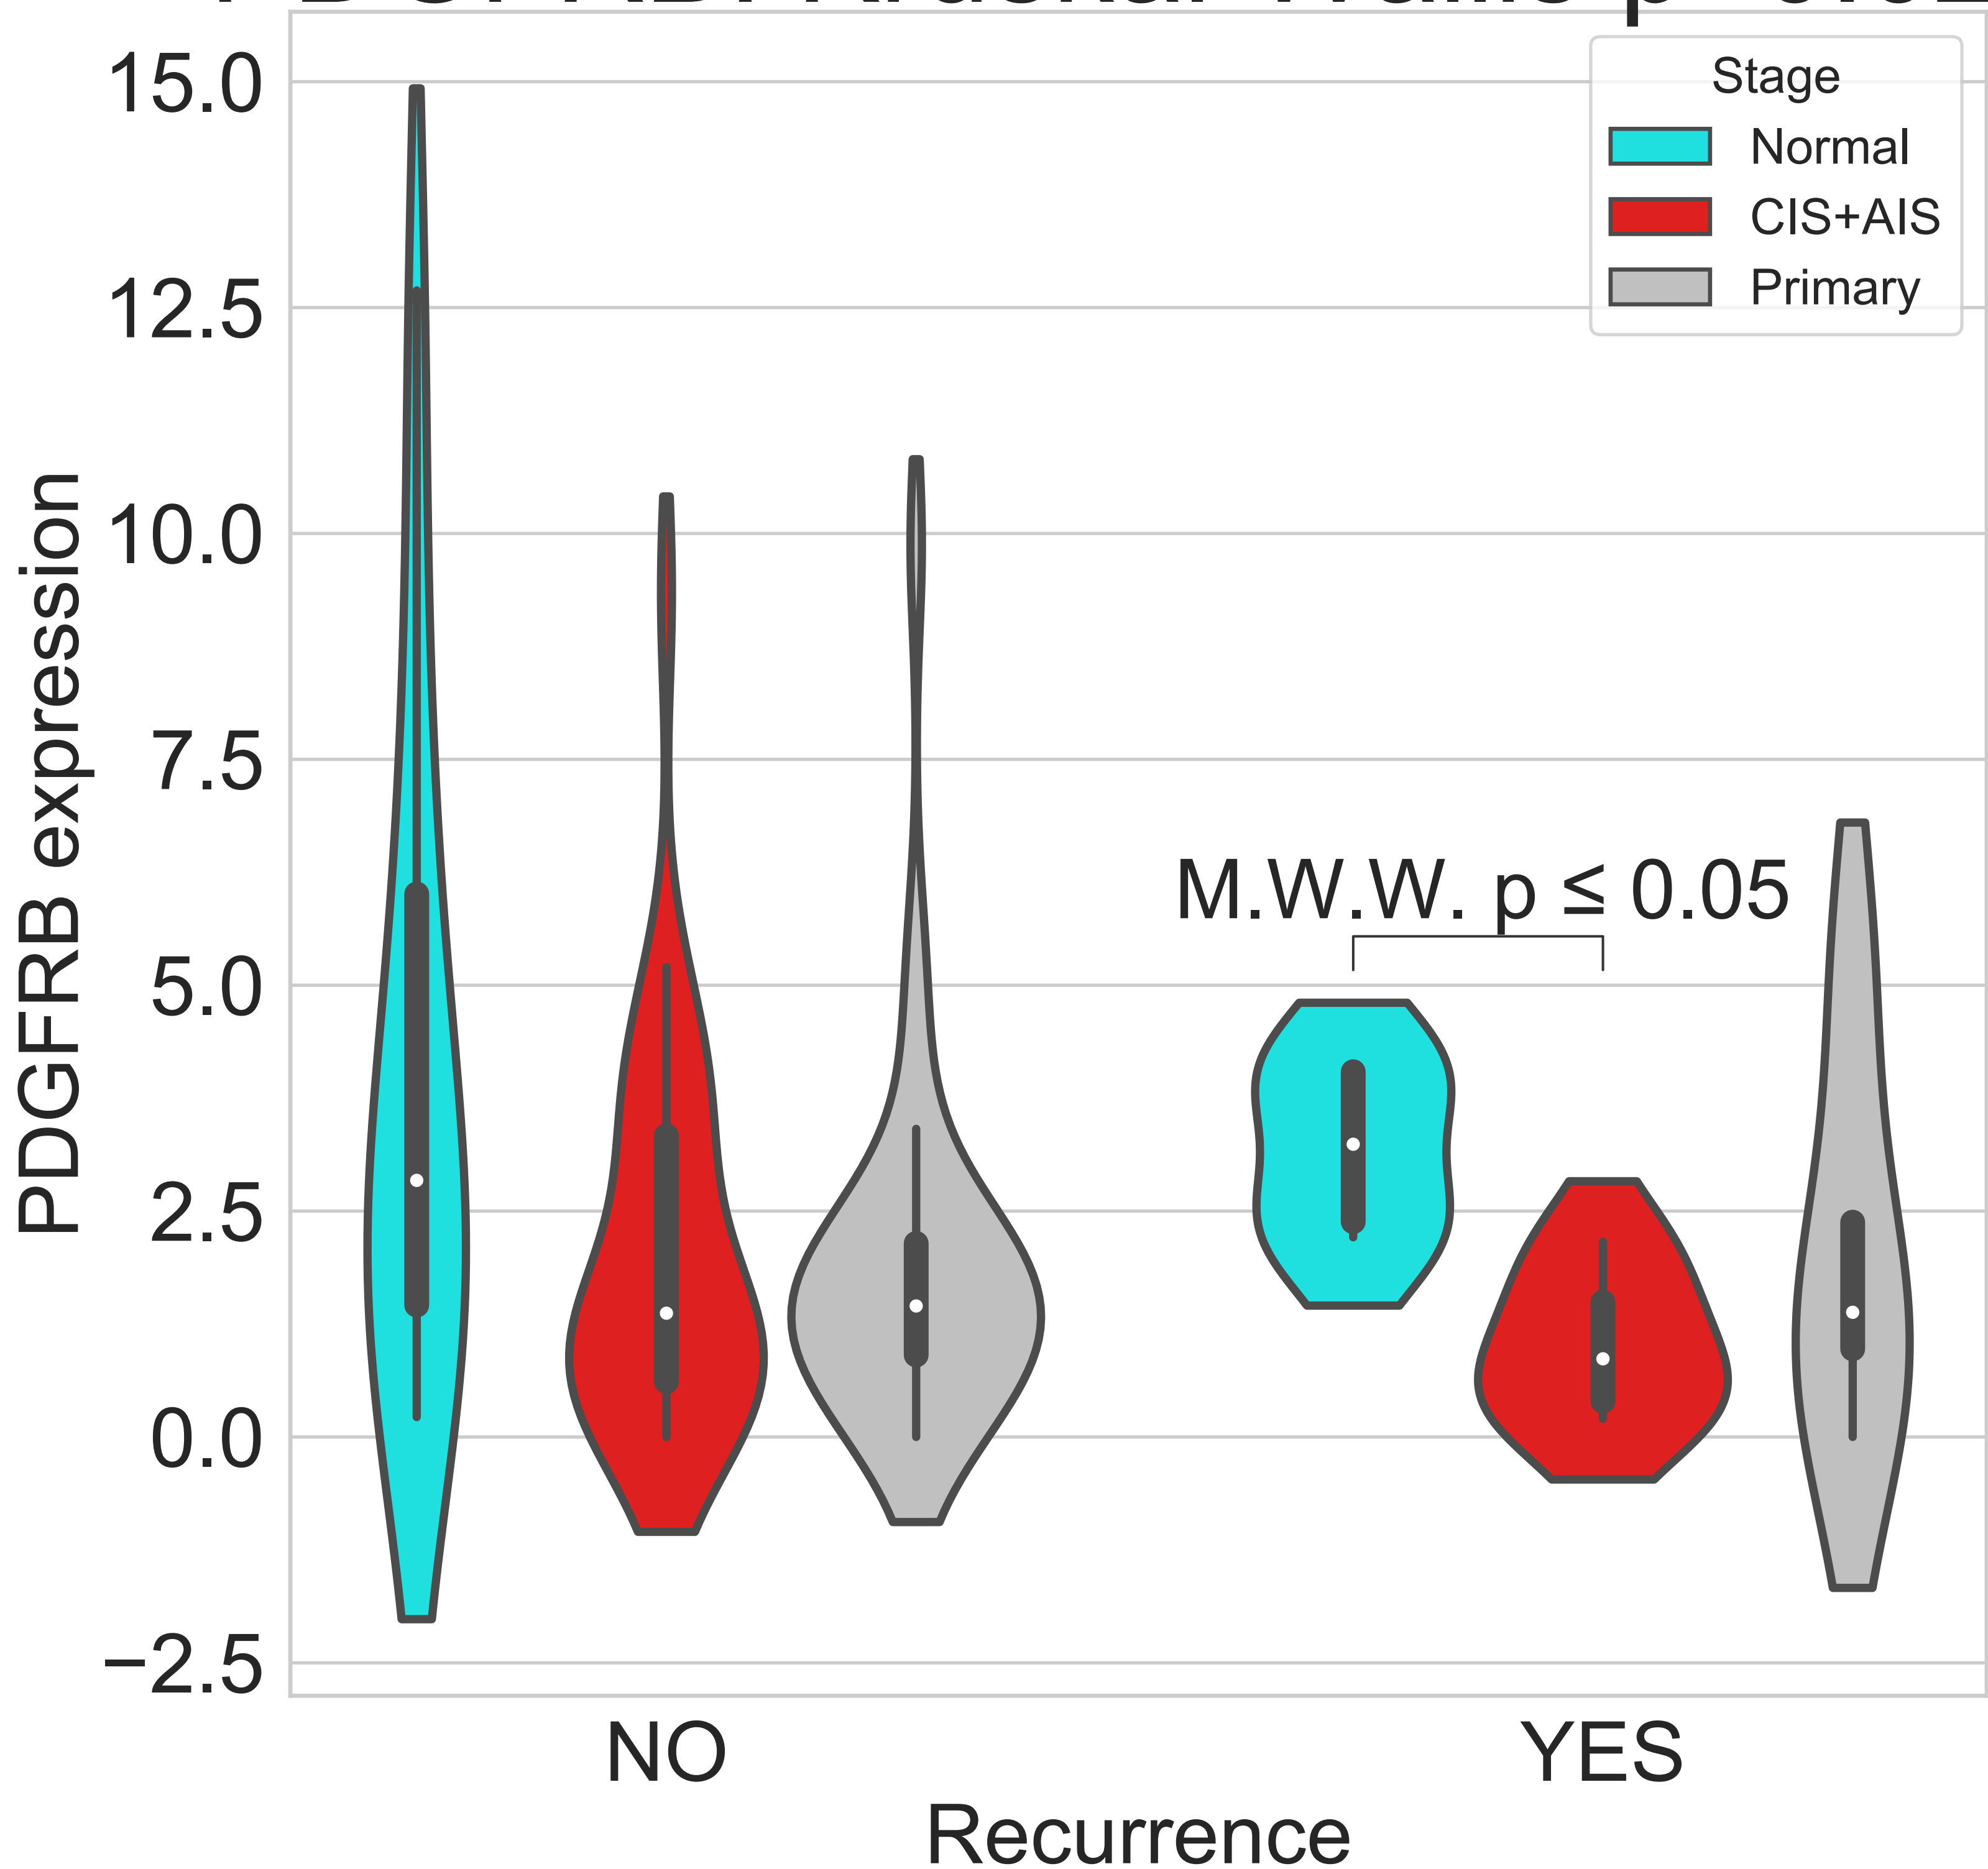 15.0
12.5
10.0
7.5
5.0
2.5
0.0
−2.5
PDGFRB expression
Stage
Normal
CIS+AIS
Primary
M.W.W. p ≤ 0.05
NO
YES
Recurrence